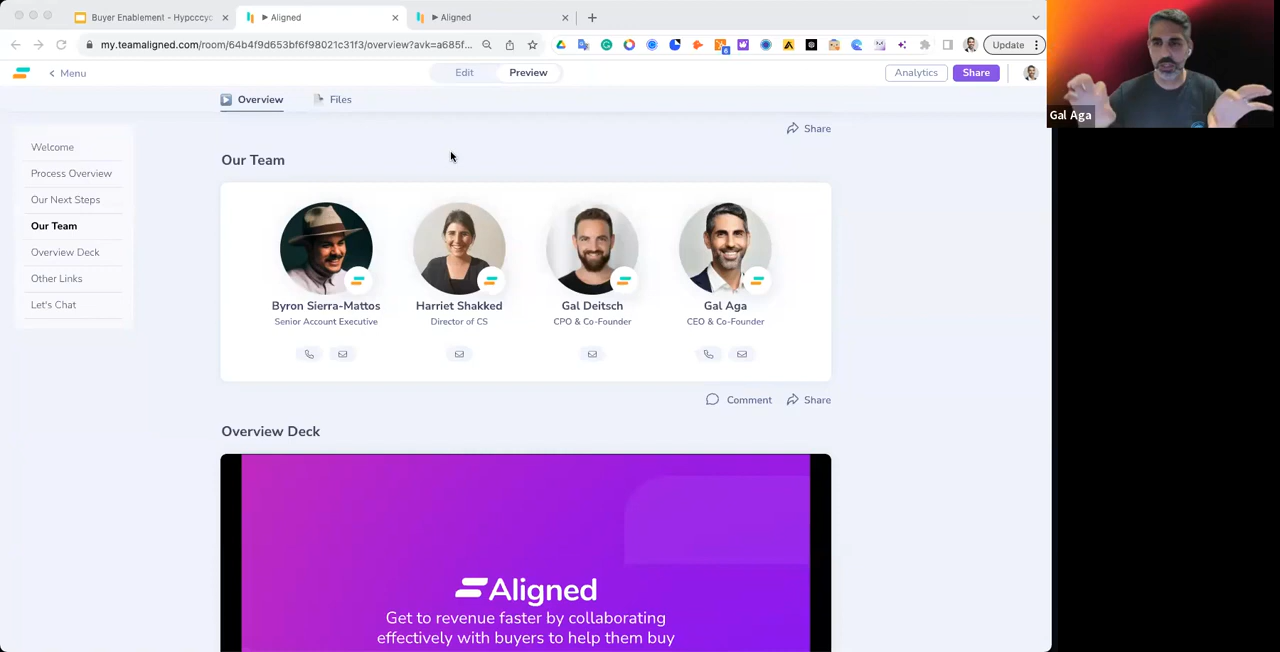 Buyer Enablement - Hypcccyc
Aligned
Aligned
my.teamaligned.com/room/64b4f9d653bf6f98021c31f3/overview?avk=a685f...
Update
Menu
Edit
Preview
Analytics
Share
Gal Aga
Overview
Files
Share
Welcome
Process Overview
Our Next Steps
Our Team
Overview Deck
Other Links
Let's Chat
Our Team
Byron Sierra-Mattos
Senior Account Executive
Harriet Shakked
Director of CS
Gal Deitsch
CPO & Co-Founder
Gal Aga
CEO & Co-Founder
Comment
Share
Overview Deck
Aligned
Get to revenue faster by collaborating
effectively with buyers to help them buy